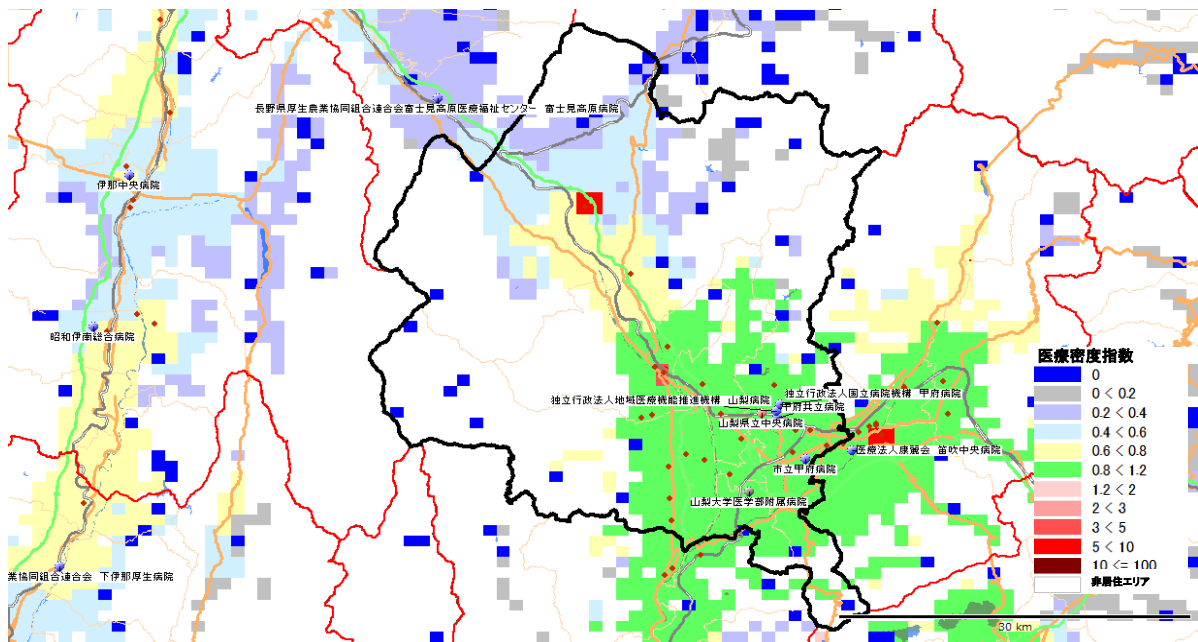 長野県厚生農業協同組合連合会富士見高原医療福祉センター 富士見高原病院
伊那中央病院
昭和伊南総合病院
独立行政法人地域医療機能推進機構 山梨病院
独立行政法人国立病院機構 甲府病院
甲府共立病院
山梨県立中央病院
医療法人康麗会 笛吹中央病院
市立甲府病院
山梨大学医学部附属病院
業協同組合連合会 下伊那厚生病院
医療密度指数
0
0 < 0.2
0.2 < 0.4
0.4 < 0.6
0.6 < 0.8
0.8 < 1.2
1.2 < 2
2 < 3
3 < 5
5 < 10
10 <= 100
非居住エリア
30 km